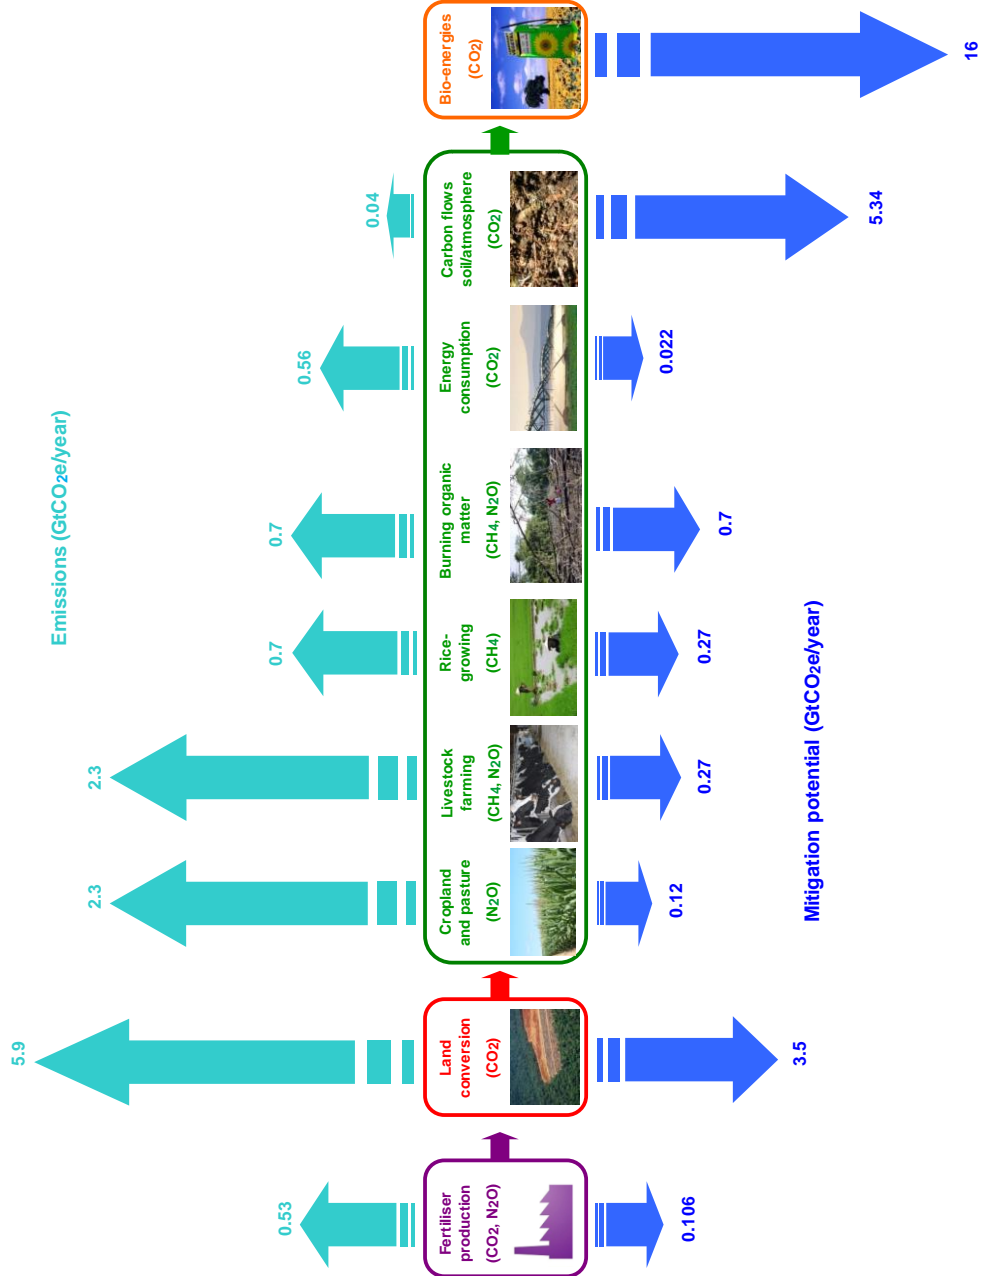 Emissions (GtCO2e/year)
0.53
5.9
2.3
2.3
0.7
0.7
0.56
0.04
Fertiliser
production
(CO2, N2O)
Land
conversion
(CO2)
Cropland
and pasture
(N2O)
Livestock
farming
(CH4, N2O)
Rice-
growing
(CH4)
Burning organic
matter
(CH4, N2O)
Energy
consumption
(CO2)
Carbon flows
soil/atmosphere
(CO2)
Bio-energies
(CO2)
0.106
3.5
0.12
0.27
0.27
0.7
0.022
5.34
16
Mitigation potential (GtCO2e/year)